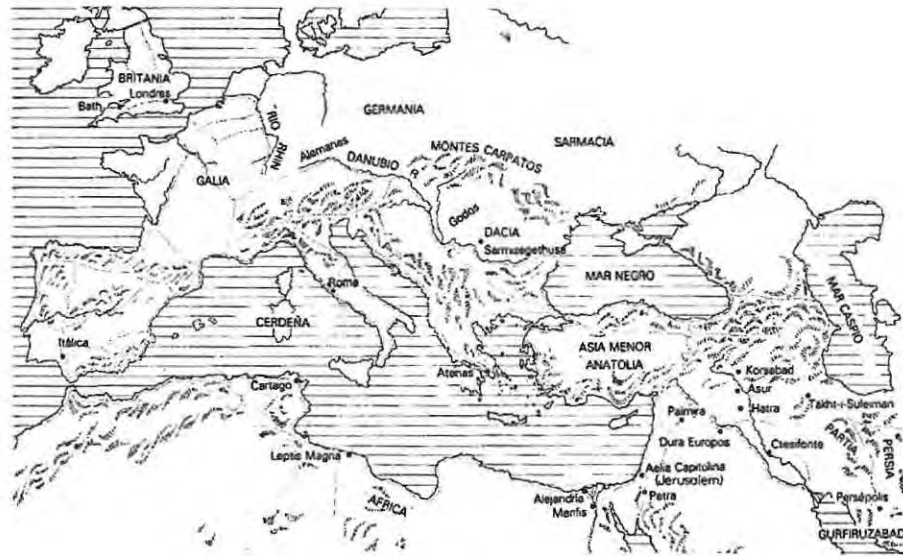 BRITANIA
Londres
Bath
GERMANIA
RIO
RHIN
Alemanes
DANUBIO
R.
MONTES CARPATOS
SARMACIA
GALIA
Godos
DACIA
Sarmizegethusa
MAR NEGRO
MAR CASPIO
Roma
CERDEÑA
Itálica
ASIA MENOR
ANATOLIA
Atenas
Cartago
Korsabad
Asur
Hatra
Takht-i-Suleiman
Palmira
Dura Europos
Ctesifonte
PARTIA
PERSIA
Leptis Magna
Aelia Capitolina
(Jerusalem)
Petra
AFRICA
Alejandría
Menfis
Persépolis
GURFIRUZABAD